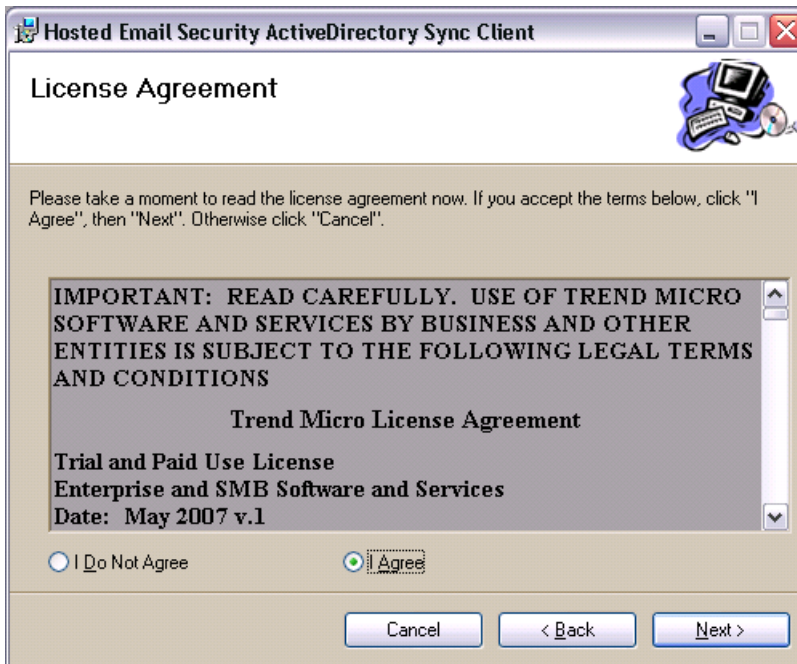 Hosted Email Security ActiveDirectory Sync Client
License Agreement
Please take a moment to read the license agreement now. If you accept the terms below, click "I
Agree", then "Next". Otherwise click "Cancel".
IMPORTANT: READ CAREFULLY. USE OF TREND MICRO
SOFTWARE AND SERVICES BY BUSINESS AND OTHER
ENTITIES IS SUBJECT TO THE FOLLOWING LEGAL TERMS
AND CONDITIONS
Trend Micro License Agreement
Trial and Paid Use License
Enterprise and SMB Software and Services
Date: May 2007 v.1
I Do Not Agree
I Agree
Cancel
< Back
Next >